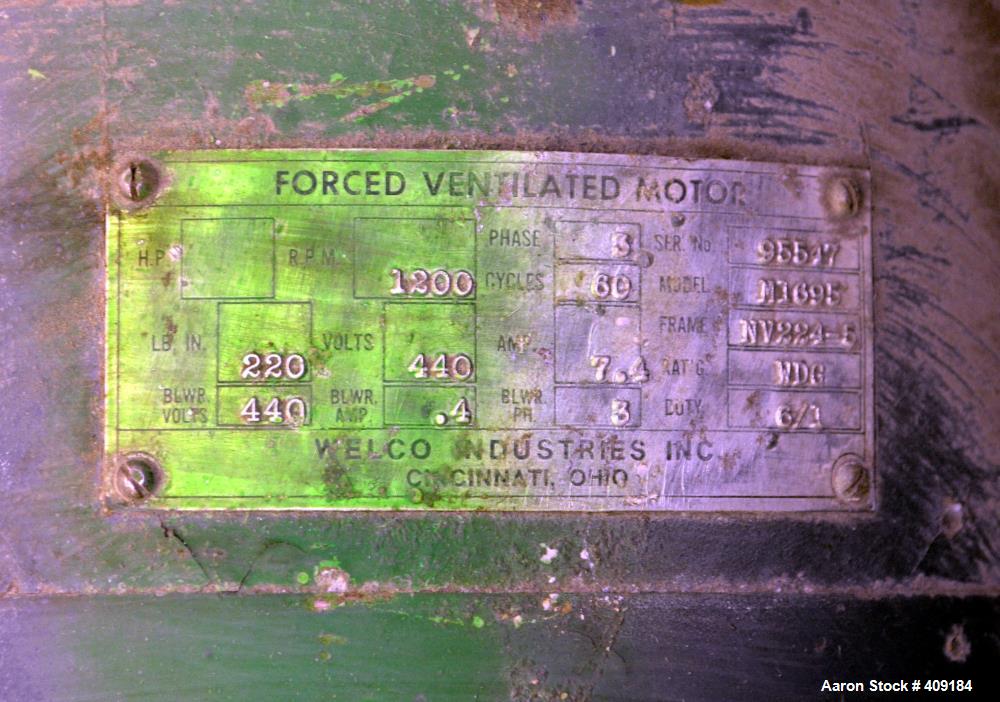 FORCED VENTILATED MOTOR
H.P. R.P.M. 1200 PHASE 3 SER. No. 95547
CYCLES 60 MODEL M1695
LB. IN. 220 VOLTS 440 AMP. 7.4 FRAME NV224-5
RAT'G WDG
BLWR. VOLTS 440 BLWR. AMP. .4 BLWR. PH. 3 DUTY 6/1
WELCO INDUSTRIES INC.
CINCINNATI, OHIO
Aaron Stock # 409184